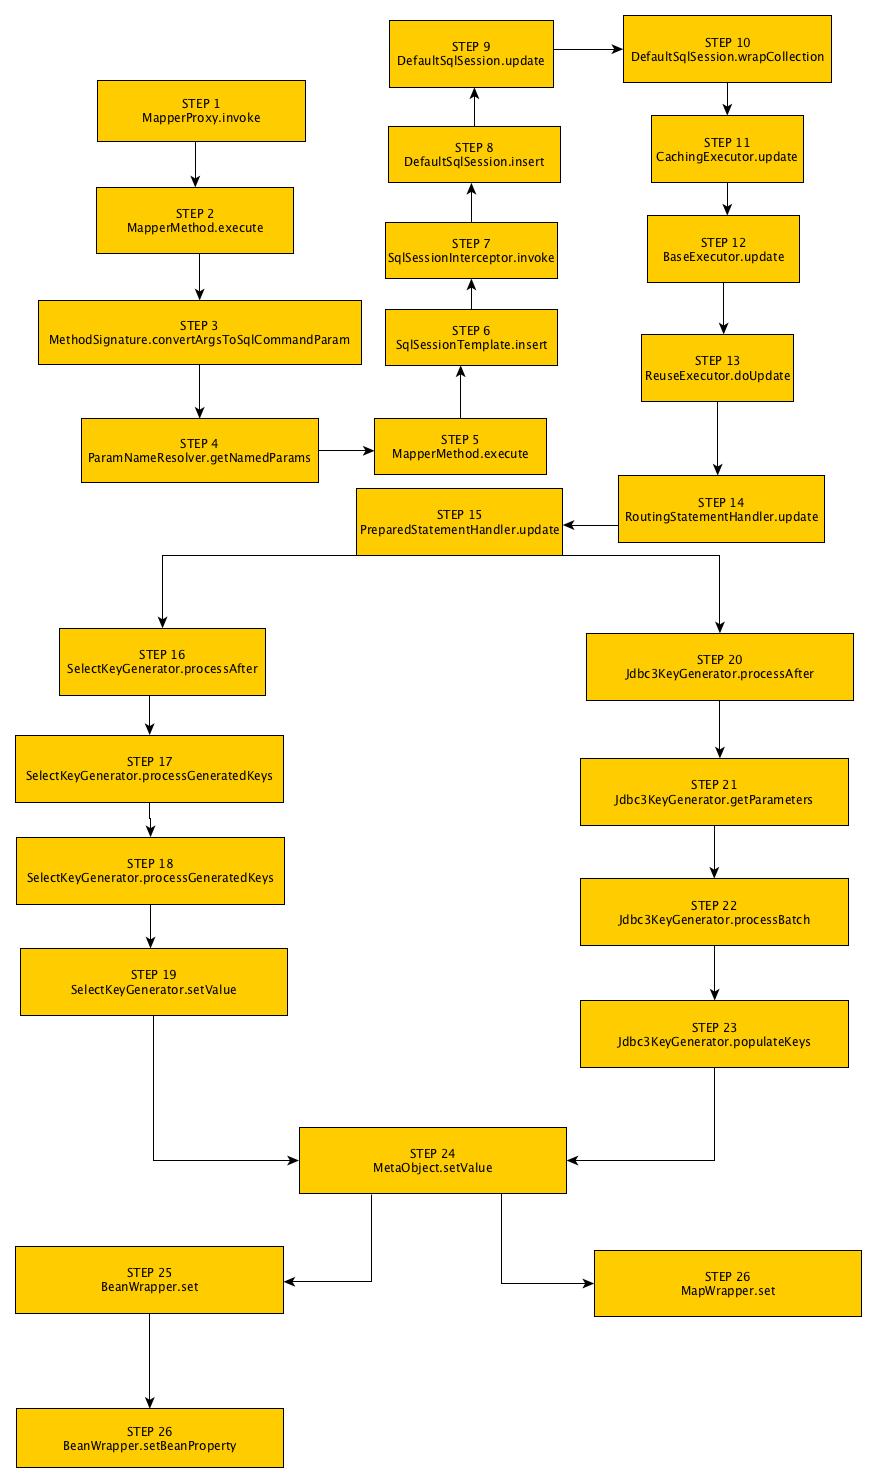 STEP 1
MapperProxy.invoke
STEP 2
MapperMethod.execute
STEP 3
MethodSignature.convertArgsToSqlCommandParam
STEP 4
ParamNameResolver.getNamedParams
STEP 5
MapperMethod.execute
STEP 6
SqlSessionTemplate.insert
STEP 7
SqlSessionInterceptor.invoke
STEP 8
DefaultSqlSession.insert
STEP 9
DefaultSqlSession.update
STEP 10
DefaultSqlSession.wrapCollection
STEP 11
CachingExecutor.update
STEP 12
BaseExecutor.update
STEP 13
ReuseExecutor.doUpdate
STEP 14
RoutingStatementHandler.update
STEP 15
PreparedStatementHandler.update
STEP 16
SelectKeyGenerator.processAfter
STEP 17
SelectKeyGenerator.processGeneratedKeys
STEP 18
SelectKeyGenerator.processGeneratedKeys
STEP 19
SelectKeyGenerator.setValue
STEP 20
Jdbc3KeyGenerator.processAfter
STEP 21
Jdbc3KeyGenerator.getParameters
STEP 22
Jdbc3KeyGenerator.processBatch
STEP 23
Jdbc3KeyGenerator.populateKeys
STEP 24
MetaObject.setValue
STEP 25
BeanWrapper.set
STEP 26
MapWrapper.set
STEP 26
BeanWrapper.setBeanProperty